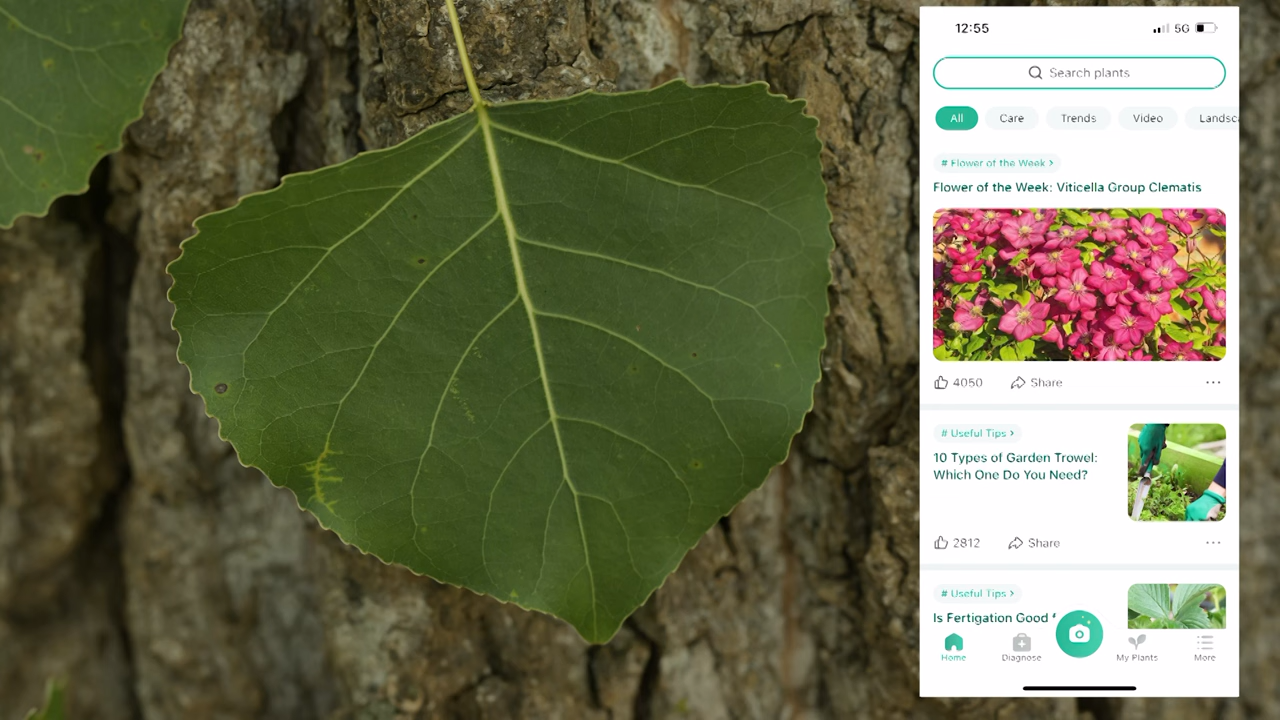 12:55
5G
Search plants
All Care Trends Video Landsc
# Flower of the Week >
Flower of the Week: Viticella Group Clematis
4050 Share ...
# Useful Tips >
10 Types of Garden Trowel:
Which One Do You Need?
2812 Share ...
# Useful Tips >
Is Fertigation Good
Home Diagnose My Plants More